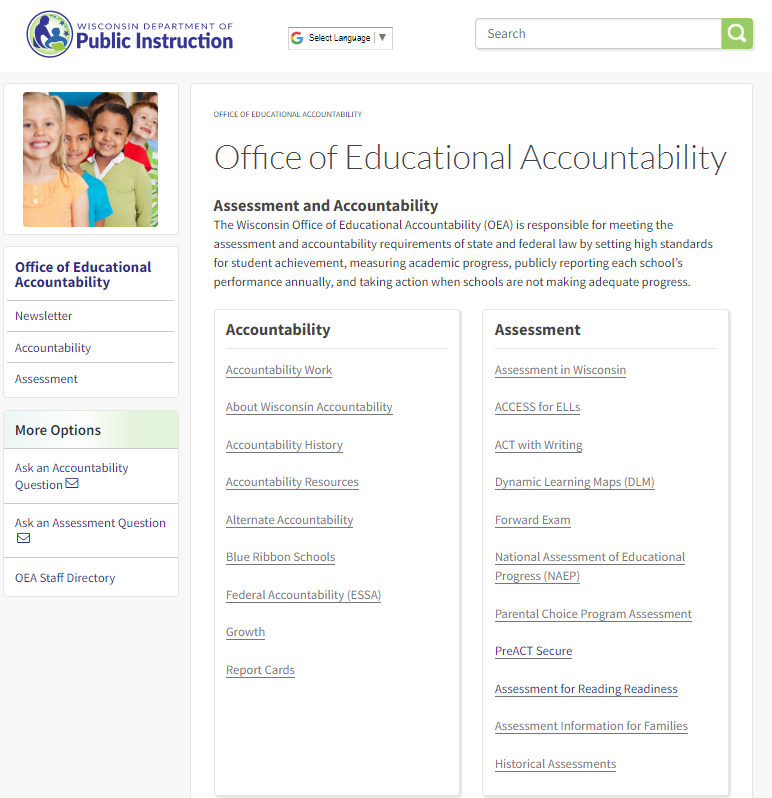 WISCONSIN DEPARTMENT OF
Public Instruction
Select Language
Search
OFFICE OF EDUCATIONAL ACCOUNTABILITY
Office of Educational Accountability
Assessment and Accountability
The Wisconsin Office of Educational Accountability (OEA) is responsible for meeting the
assessment and accountability requirements of state and federal law by setting high standards
for student achievement, measuring academic progress, publicly reporting each school's
performance annually, and taking action when schools are not making adequate progress.
Office of Educational
Accountability
Newsletter
Accountability
Assessment
More Options
Ask an Accountability
Question
Ask an Assessment Question
OEA Staff Directory
Accountability
Accountability Work
About Wisconsin Accountability
Accountability History
Accountability Resources
Alternate Accountability
Blue Ribbon Schools
Federal Accountability (ESSA)
Growth
Report Cards
Assessment
Assessment in Wisconsin
ACCESS for ELLs
ACT with Writing
Dynamic Learning Maps (DLM)
Forward Exam
National Assessment of Educational
Progress (NAEP)
Parental Choice Program Assessment
PreACT Secure
Assessment for Reading Readiness
Assessment Information for Families
Historical Assessments